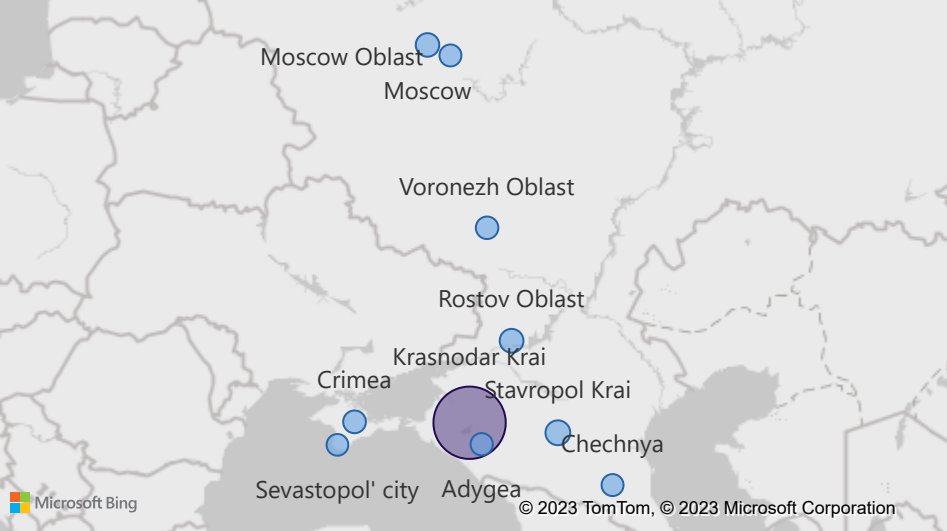 Moscow Oblast
Moscow
Voronezh Oblast
Rostov Oblast
Krasnodar Krai
Crimea
Stavropol Krai
Chechnya
Sevastopol' city
Adygea
Microsoft Bing
© 2023 TomTom, © 2023 Microsoft Corporation